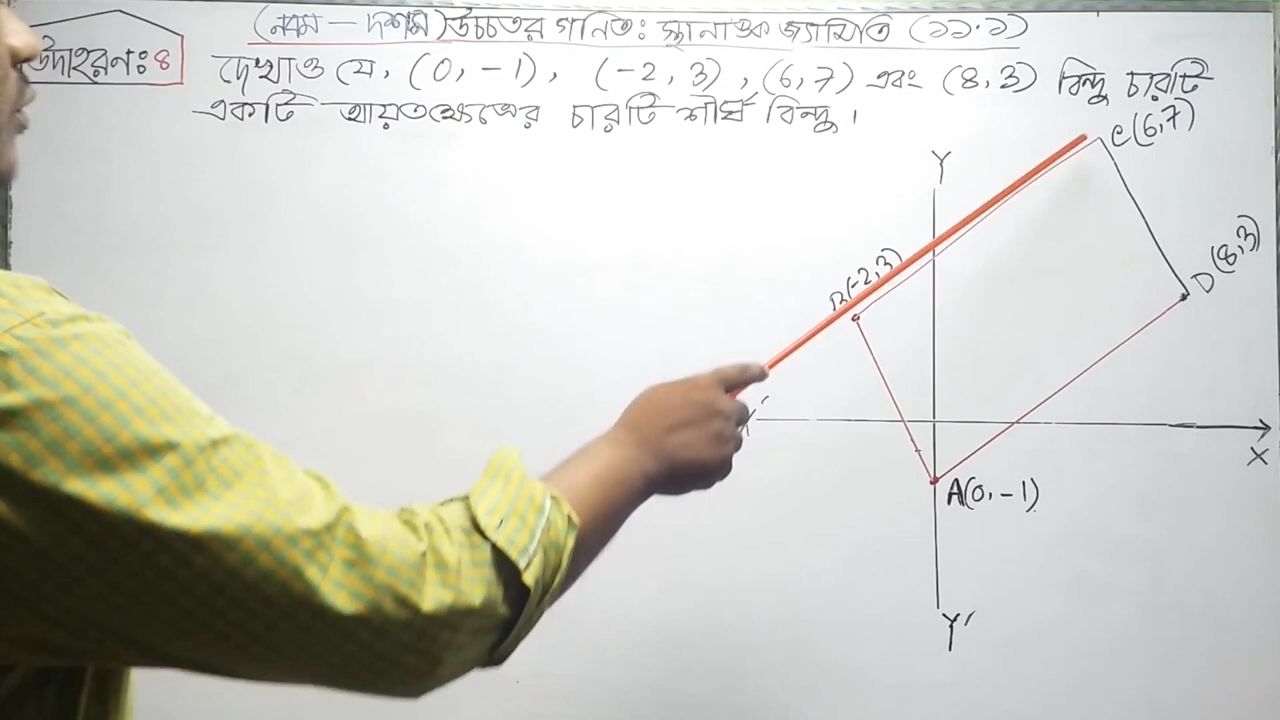 (নবম — দশম) উচ্চতর গনিতঃ স্থানাঙ্ক জ্যামিতি (১১.১)
উদাহরণঃ ৪
দেখাও যে, (0, -1), (-2, 3), (6, 7) এবং (8, 3) বিন্দু চারটি
একটি আয়তক্ষেত্রের চারটি শীর্ষ বিন্দু।
C(6,7)
Y
D(8,3)
B(-2,3)
X'
X
A(0, -1)
Y'